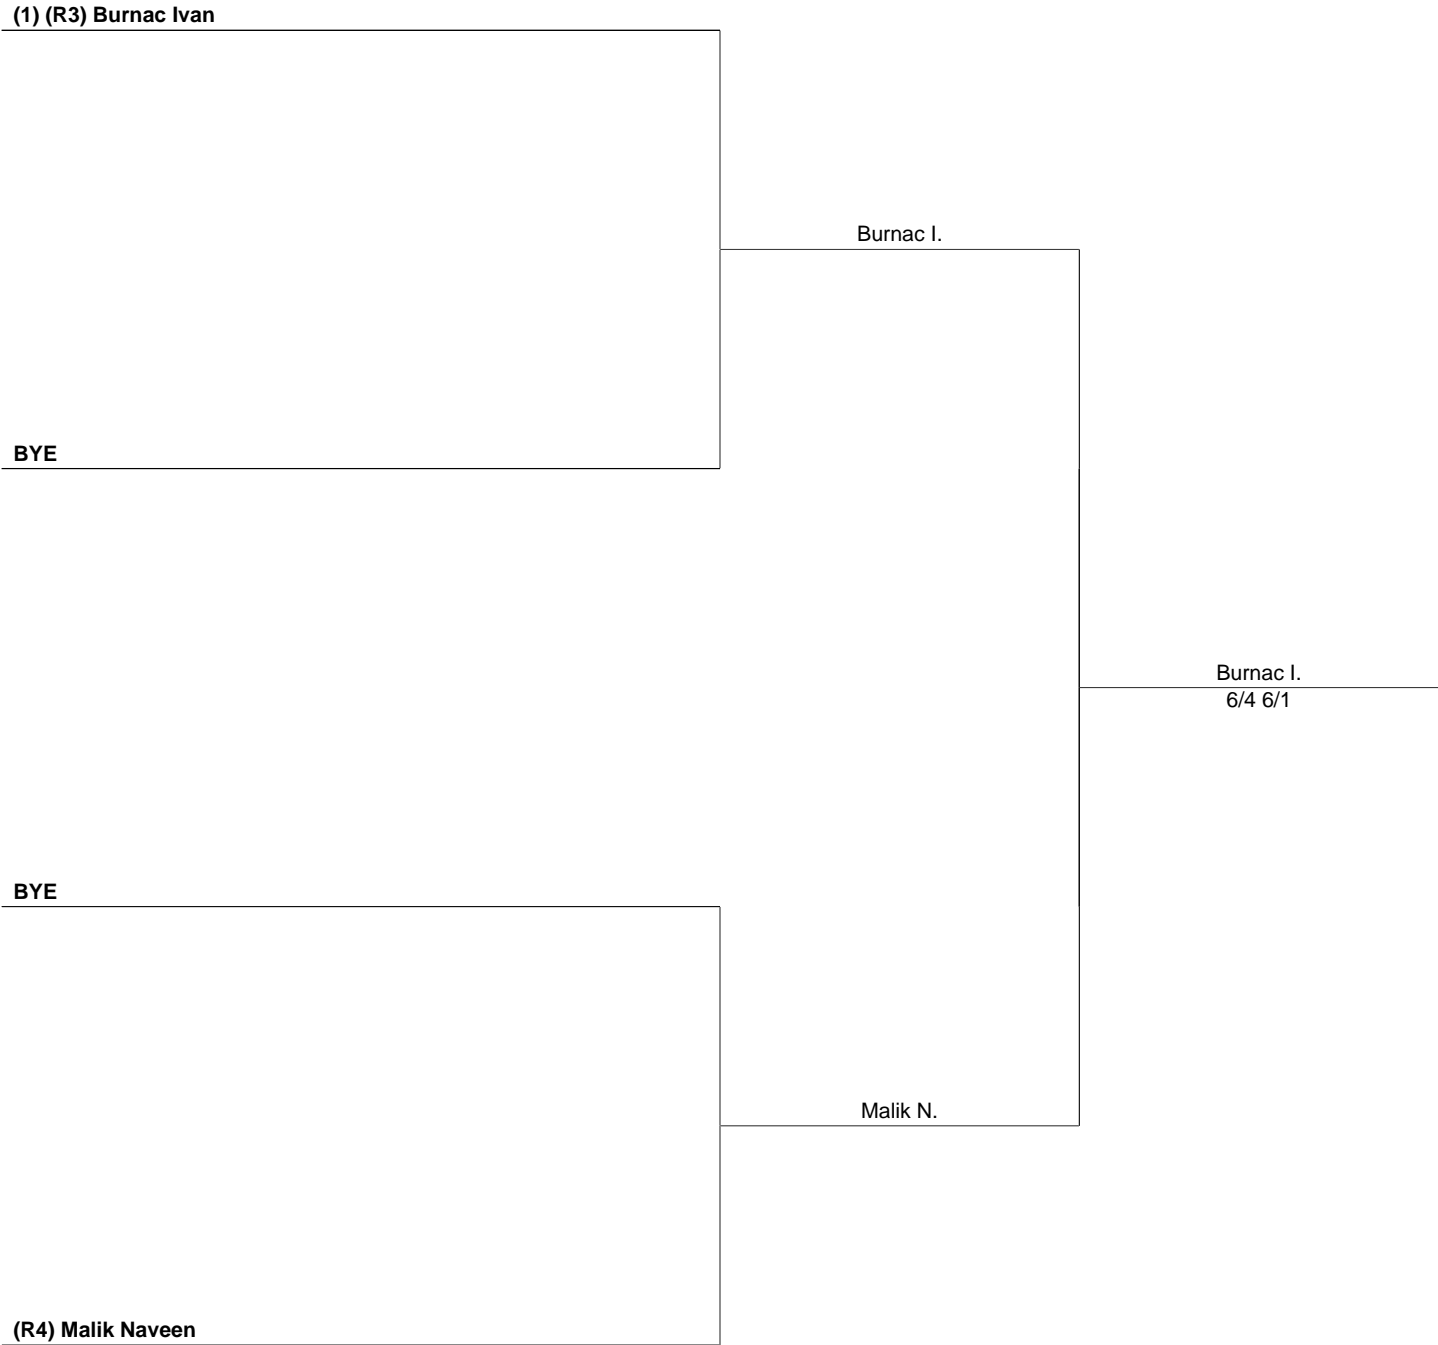 (1) (R3) Burnac Ivan
Burnac I.
BYE
Burnac I.
6/4 6/1
BYE
Malik N.
(R4) Malik Naveen